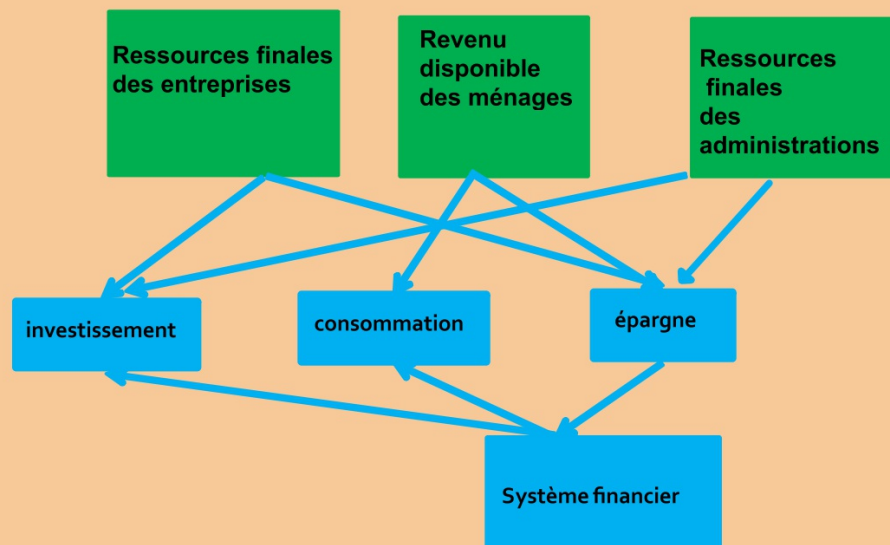 Ressources finales
des entreprises
Revenu
disponible
des ménages
Ressources
finales
des
administrations
investissement
consommation
épargne
Système financier